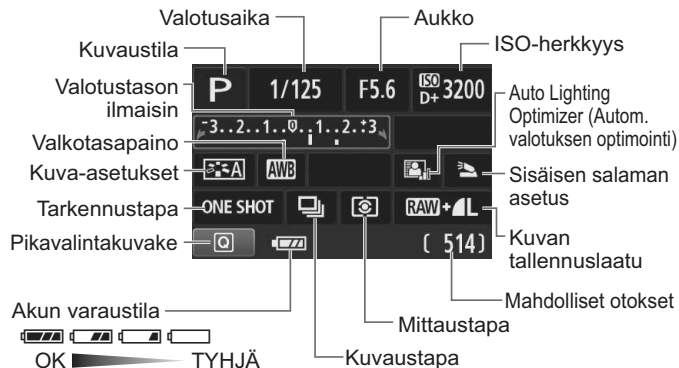 Valotusaika
Aukko
Kuvaustila
ISO-herkkyys
Valotustason
ilmaisin
Valkotasapaino
Kuva-asetukset
Tarkennustapa
Pikavalintakuvake
P 1/125 F5.6 ISO D+ 3200
-3..2..1..0..1..2.:+3
A AWB
ONE SHOT RAW+L
Q [ 514]
Auto Lighting
Optimizer (Autom.
valotuksen optimointi)
Sisäisen salaman
asetus
Kuvan
tallennuslaatu
Mahdolliset otokset
Akun varaustila
Mittaustapa
OK TYHJÄ
Kuvaustapa